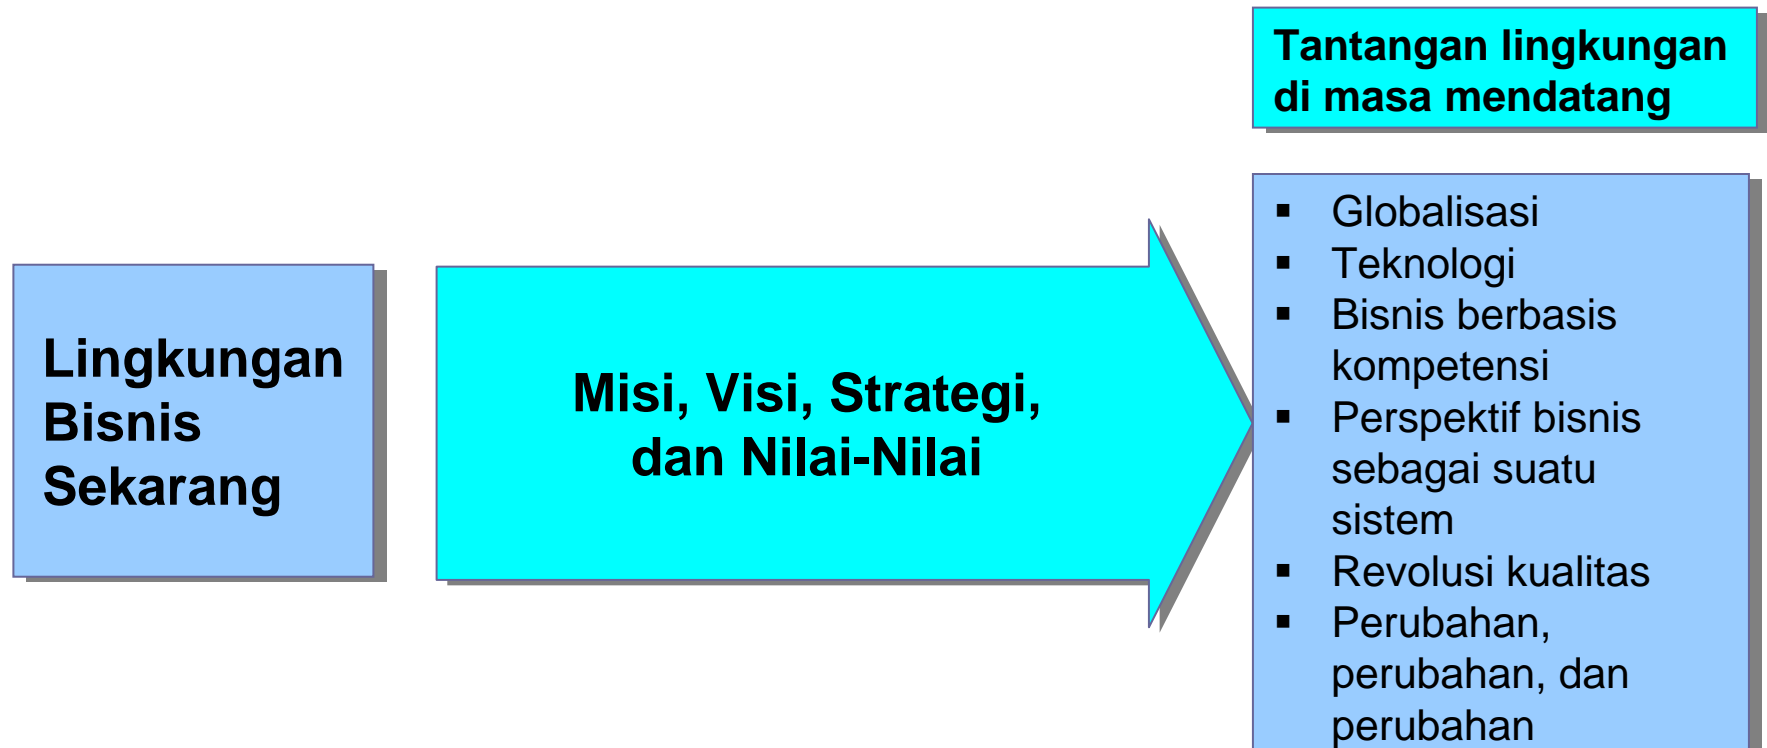 Tantangan lingkungan
di masa mendatang
Lingkungan
Bisnis
Sekarang
Misi, Visi, Strategi,
dan Nilai-Nilai
▪ Globalisasi
▪ Teknologi
▪ Bisnis berbasis
kompetensi
▪ Perspektif bisnis
sebagai suatu
sistem
▪ Revolusi kualitas
▪ Perubahan,
perubahan, dan
perubahan